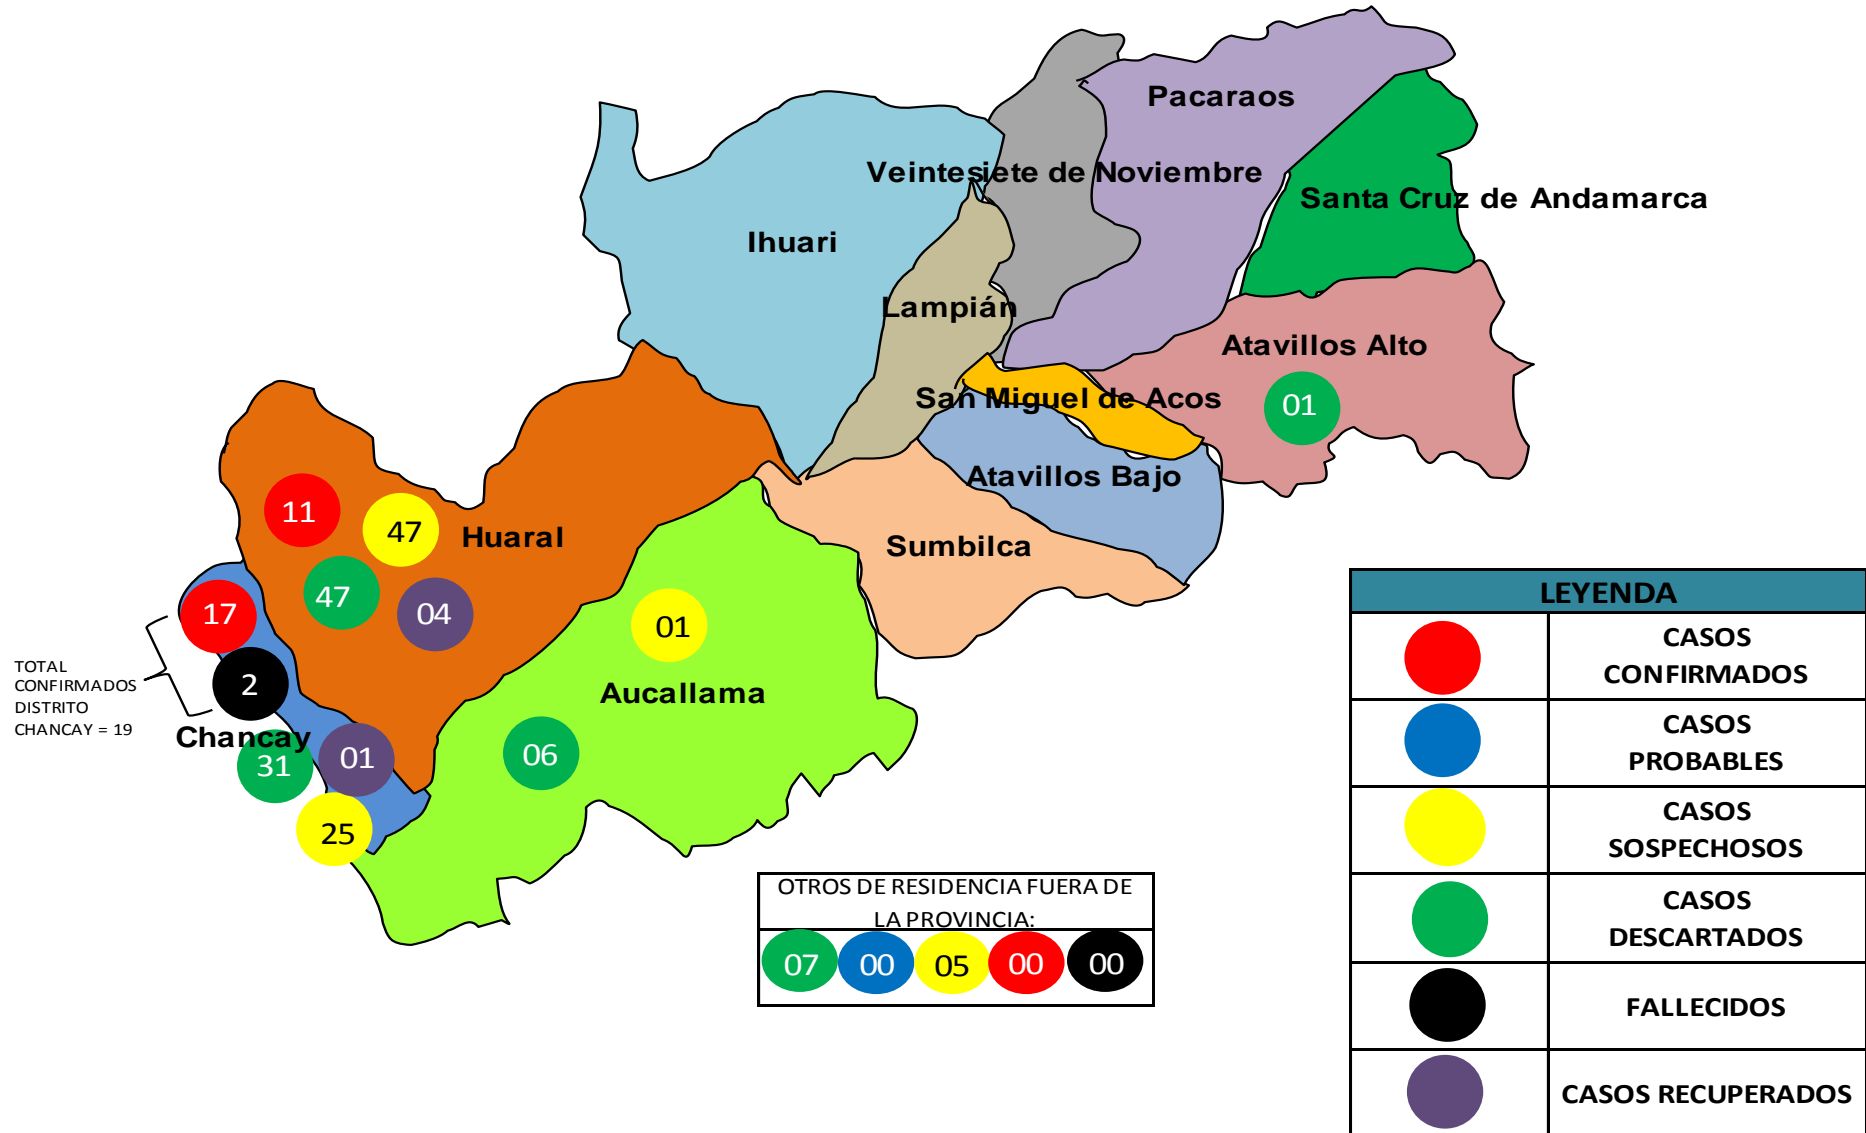 Pacaraos
Veintesiete de Noviembre
Santa Cruz de Andamarca
Ihuari
Lampián
Atavillos Alto
01
San Miguel de Acos
Atavillos Bajo
Sumbilca
Huaral
11
47
47
04
17
2
TOTAL
CONFIRMADOS
DISTRITO
CHANCAY = 19
Chancay
31
01
25
Aucallama
01
06
OTROS DE RESIDENCIA FUERA DE
LA PROVINCIA:
07 00 05 00 00
LEYENDA
CASOS
CONFIRMADOS
CASOS
PROBABLES
CASOS
SOSPECHOSOS
CASOS
DESCARTADOS
FALLECIDOS
CASOS RECUPERADOS